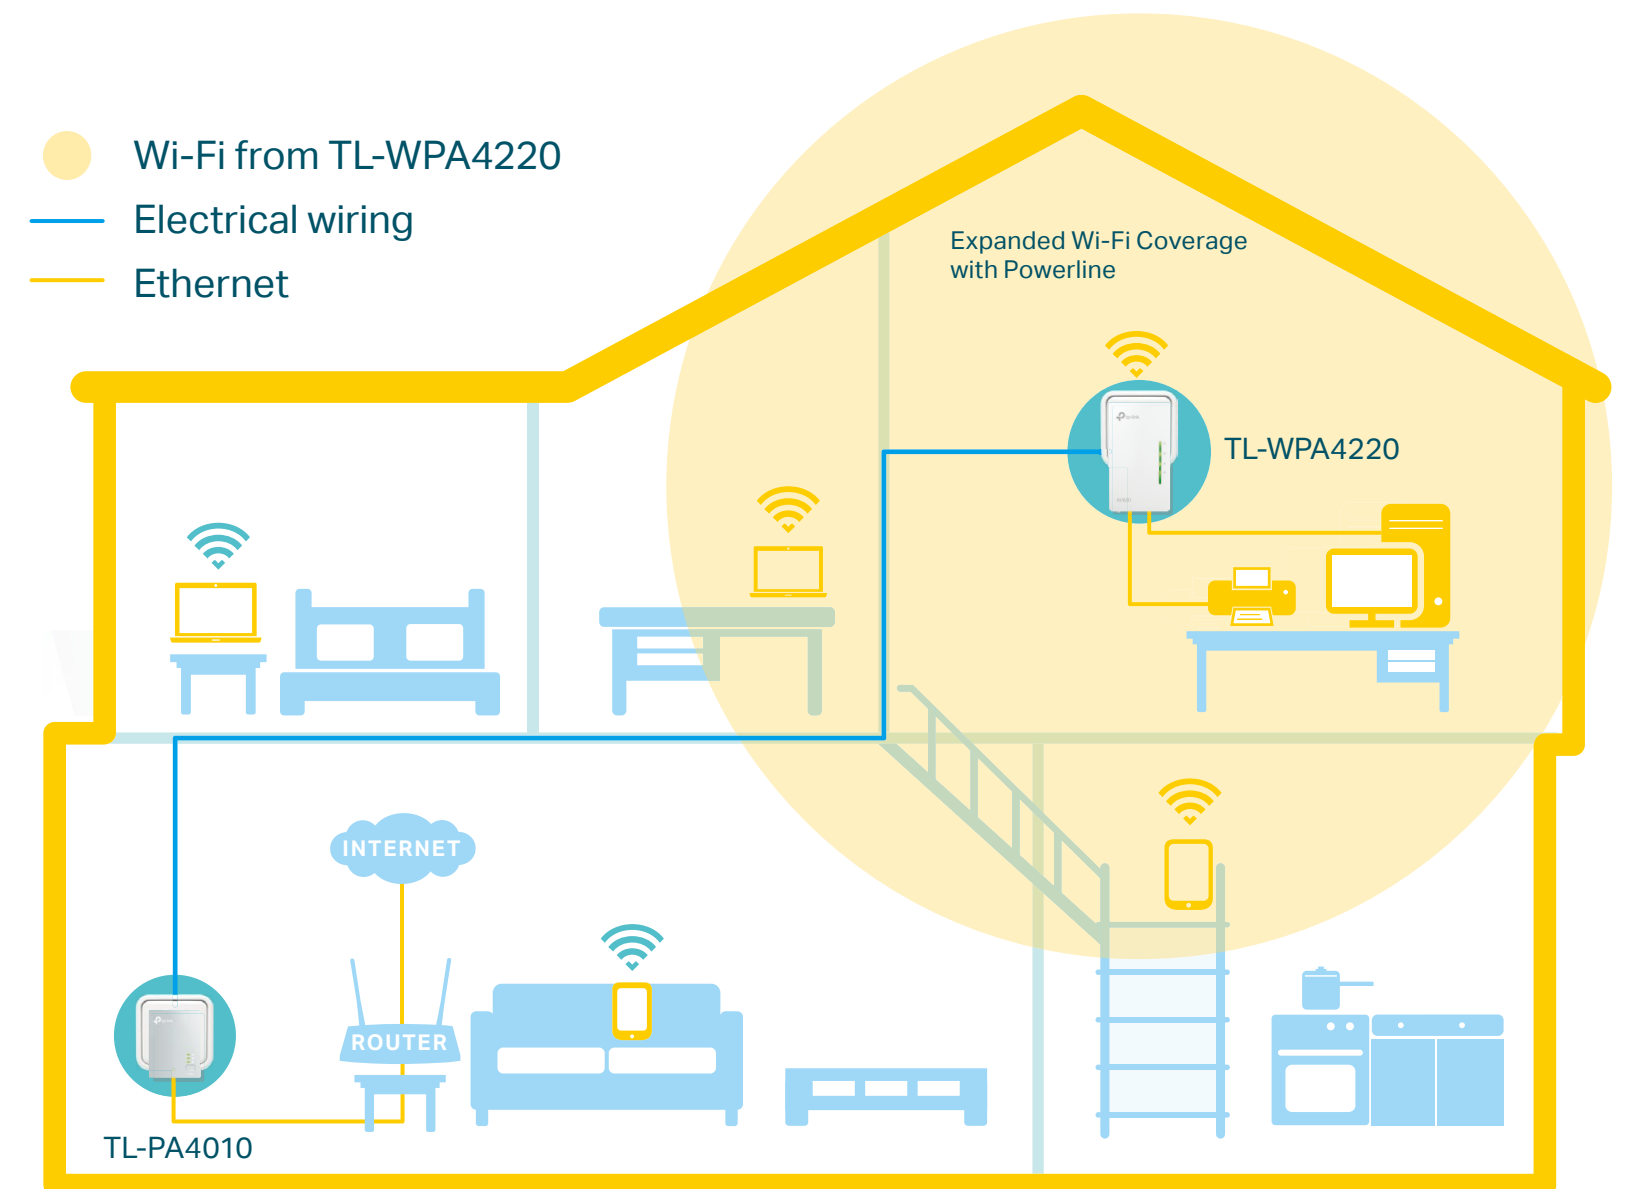 Wi-Fi from TL-WPA4220
Electrical wiring
Ethernet
Expanded Wi-Fi Coverage
with Powerline
TL-WPA4220
INTERNET
ROUTER
TL-PA4010